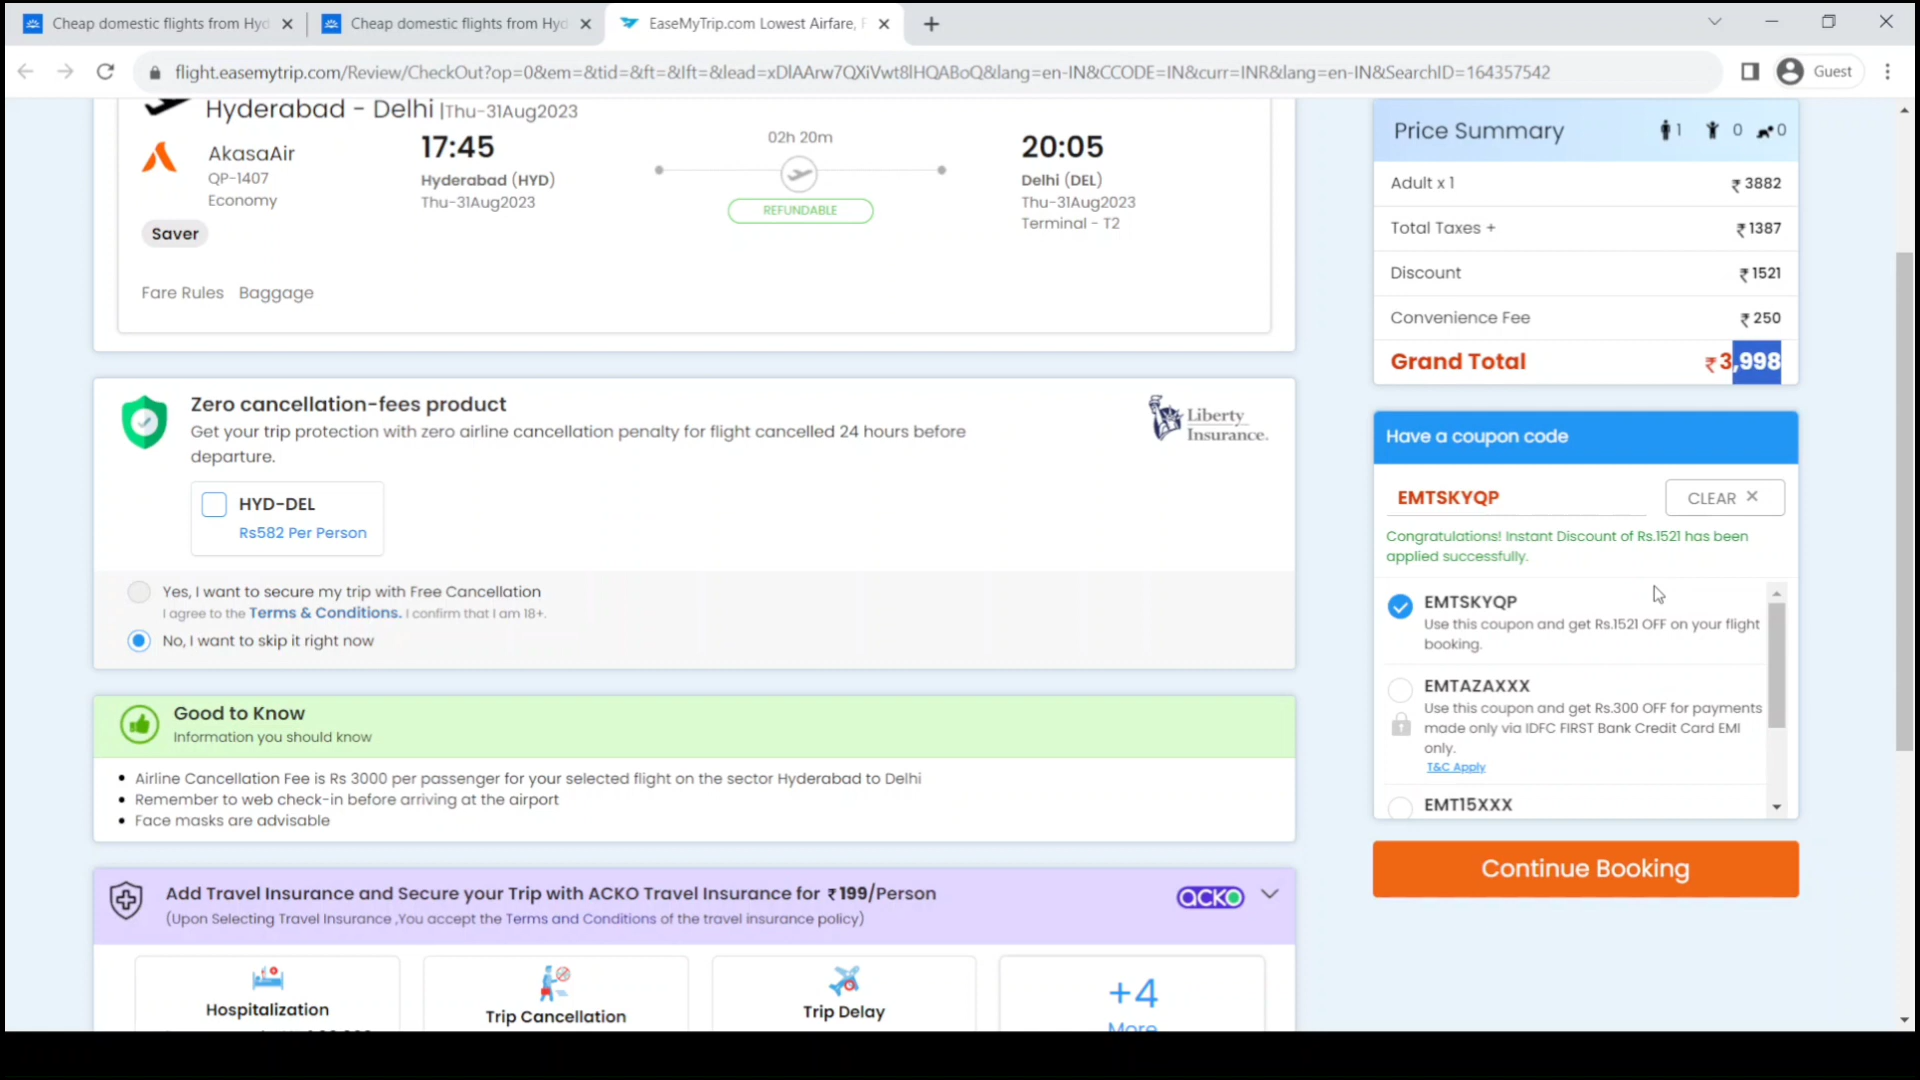 Cheap domestic flights from Hyd
Cheap domestic flights from Hyd
EaseMyTrip.com Lowest Airfare, F
flight.easemytrip.com/Review/CheckOut?op=0&em=&tid=&ft=&lft=&lead=xDlAArw7QXiVwt8lHQABoQ&lang=en-IN&CCODE=IN&curr=INR&lang=en-IN&SearchID=164357542
Guest
Hyderabad - Delhi |Thu-31Aug2023
AkasaAir
QP-1407
Economy
Saver
17:45
Hyderabad (HYD)
Thu-31Aug2023
02h 20m
REFUNDABLE
20:05
Delhi (DEL)
Thu-31Aug2023
Terminal - T2
Fare Rules Baggage
Zero cancellation-fees product
Get your trip protection with zero airline cancellation penalty for flight cancelled 24 hours before
departure.
Liberty
Insurance.
HYD-DEL
Rs582 Per Person
Yes, I want to secure my trip with Free Cancellation
I agree to the Terms & Conditions. I confirm that I am 18+.
No, I want to skip it right now
Good to Know
Information you should know
• Airline Cancellation Fee is Rs 3000 per passenger for your selected flight on the sector Hyderabad to Delhi
• Remember to web check-in before arriving at the airport
• Face masks are advisable
Add Travel Insurance and Secure your Trip with ACKO Travel Insurance for ₹199/Person
(Upon Selecting Travel Insurance ,You accept the Terms and Conditions of the travel insurance policy)
acko
Hospitalization
Trip Cancellation
Trip Delay
+4
More
Price Summary 1 0 0
Adult x 1 ₹ 3882
Total Taxes + ₹ 1387
Discount ₹ 1521
Convenience Fee ₹ 250
Grand Total ₹ 3,998
Have a coupon code
EMTSKYQP CLEAR ×
Congratulations! Instant Discount of Rs.1521 has been
applied successfully.
EMTSKYQP
Use this coupon and get Rs.1521 OFF on your flight
booking.
EMTAZAXXX
Use this coupon and get Rs.300 OFF for payments
made only via IDFC FIRST Bank Credit Card EMI
only.
T&C Apply
EMT15XXX
Continue Booking